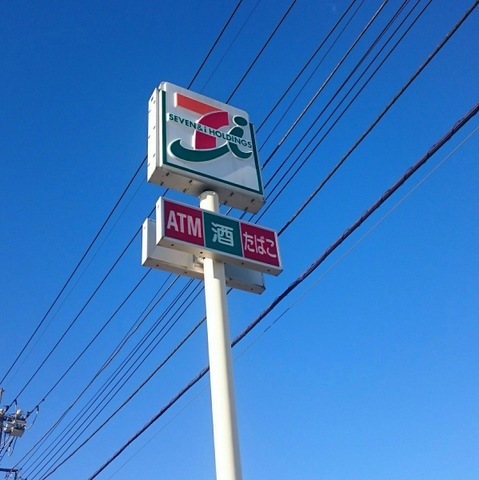 SEVEN&i HOLDINGS
ATM 酒 たばこ